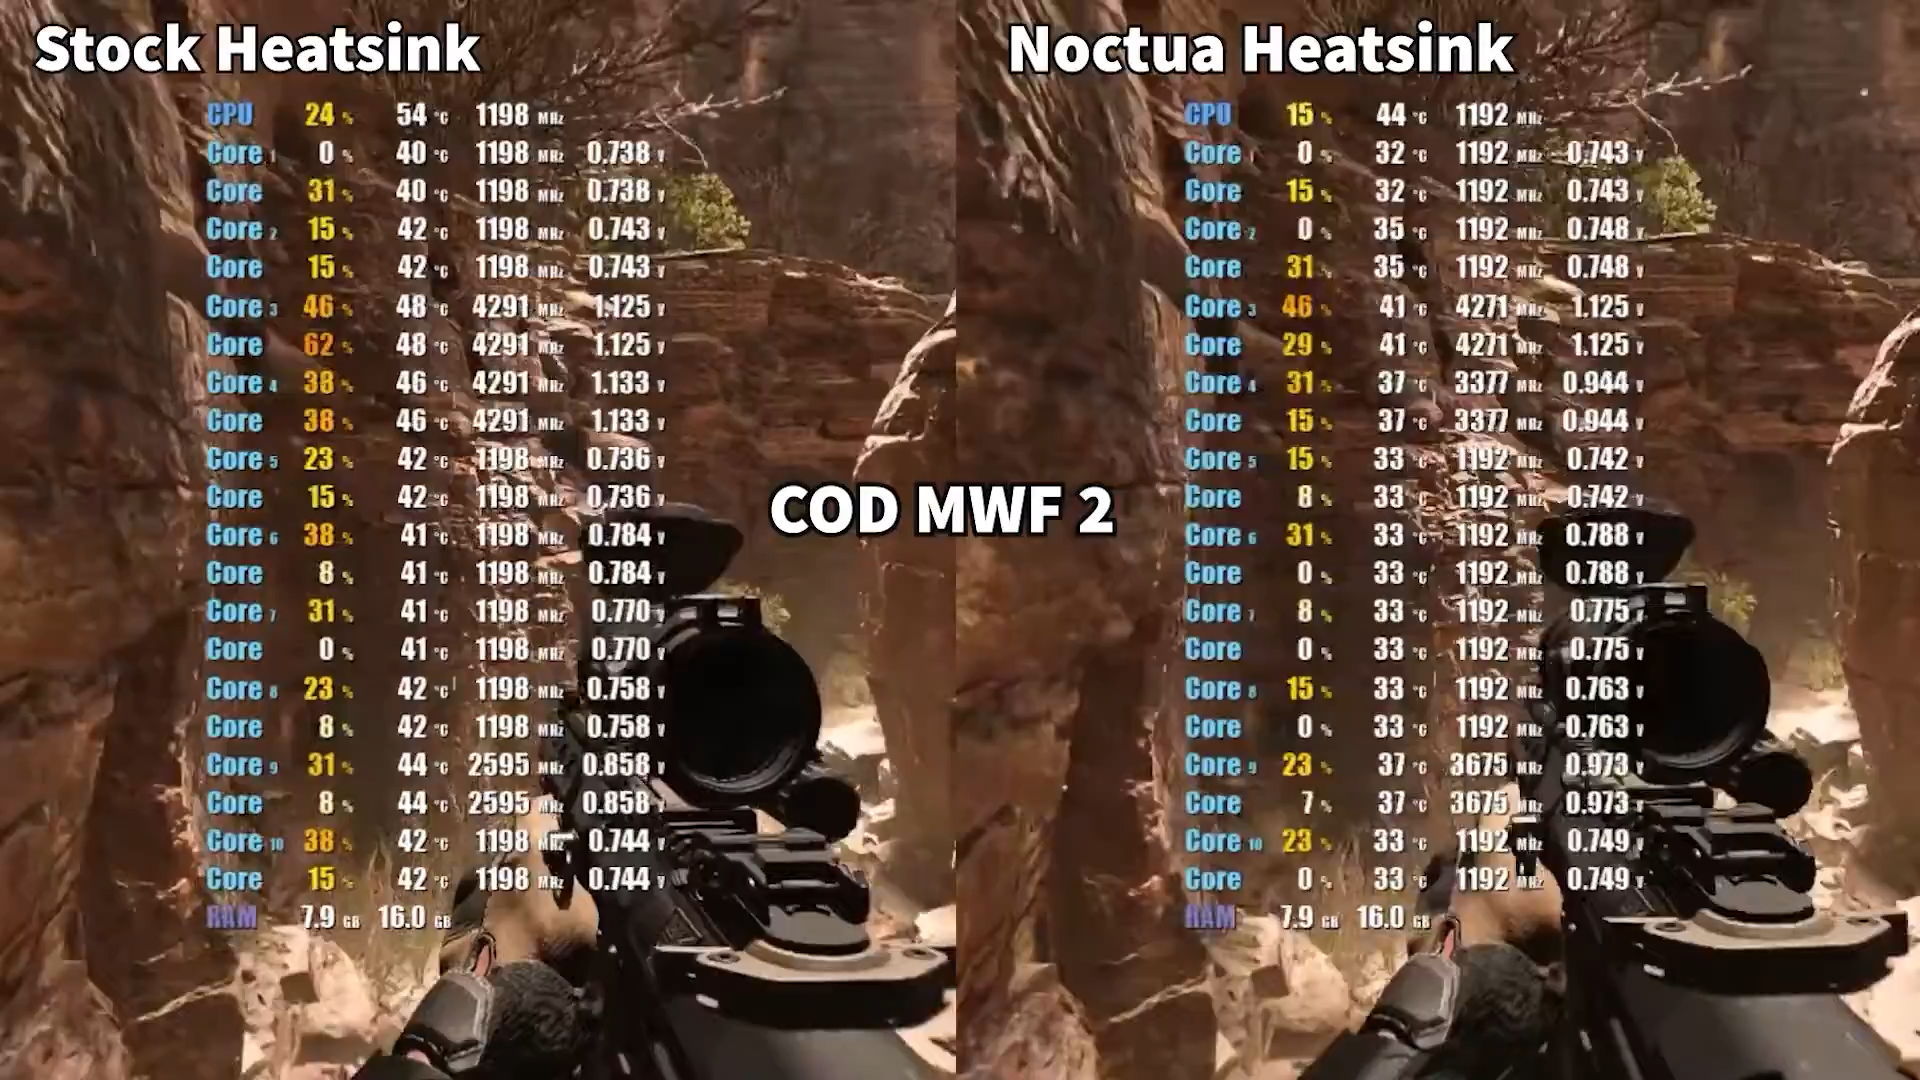 Stock Heatsink
CPU 24 % 54 °C 1198 MHz
Core 1 0 % 40 °C 1198 MHz 0.738 V
Core 31 % 40 °C 1198 MHz 0.738 V
Core 2 15 % 42 °C 1198 MHz 0.743 V
Core 15 % 42 °C 1198 MHz 0.743 V
Core 3 46 % 48 °C 4291 MHz 1.125 V
Core 62 % 48 °C 4291 MHz 1.125 V
Core 4 38 % 46 °C 4291 MHz 1.133 V
Core 38 % 46 °C 4291 MHz 1.133 V
Core 5 23 % 42 °C 1198 MHz 0.736 V
Core 15 % 42 °C 1198 MHz 0.736 V
Core 6 38 % 41 °C 1198 MHz 0.784 V
Core 8 % 41 °C 1198 MHz 0.784 V
Core 7 31 % 41 °C 1198 MHz 0.770 V
Core 0 % 41 °C 1198 MHz 0.770 V
Core 8 23 % 42 °C 1198 MHz 0.758 V
Core 8 % 42 °C 1198 MHz 0.758 V
Core 9 31 % 44 °C 2595 MHz 0.858 V
Core 8 % 44 °C 2595 MHz 0.858 V
Core 10 38 % 42 °C 1198 MHz 0.744 V
Core 15 % 42 °C 1198 MHz 0.744 V
RAM 7.9 GB 16.0 GB
COD MWF 2
Noctua Heatsink
CPU 15 % 44 °C 1192 MHz
Core 1 0 % 32 °C 1192 MHz 0.743 V
Core 15 % 32 °C 1192 MHz 0.743 V
Core 2 0 % 35 °C 1192 MHz 0.748 V
Core 31 % 35 °C 1192 MHz 0.748 V
Core 3 46 % 41 °C 4271 MHz 1.125 V
Core 29 % 41 °C 4271 MHz 1.125 V
Core 4 31 % 37 °C 3377 MHz 0.944 V
Core 15 % 37 °C 3377 MHz 0.944 V
Core 5 15 % 33 °C 1192 MHz 0.742 V
Core 8 % 33 °C 1192 MHz 0.742 V
Core 6 31 % 33 °C 1192 MHz 0.788 V
Core 0 % 33 °C 1192 MHz 0.788 V
Core 7 8 % 33 °C 1192 MHz 0.775 V
Core 0 % 33 °C 1192 MHz 0.775 V
Core 8 15 % 33 °C 1192 MHz 0.763 V
Core 0 % 33 °C 1192 MHz 0.763 V
Core 9 23 % 37 °C 3675 MHz 0.973 V
Core 7 % 37 °C 3675 MHz 0.973 V
Core 10 23 % 33 °C 1192 MHz 0.749 V
Core 0 % 33 °C 1192 MHz 0.749 V
RAM 7.9 GB 16.0 GB